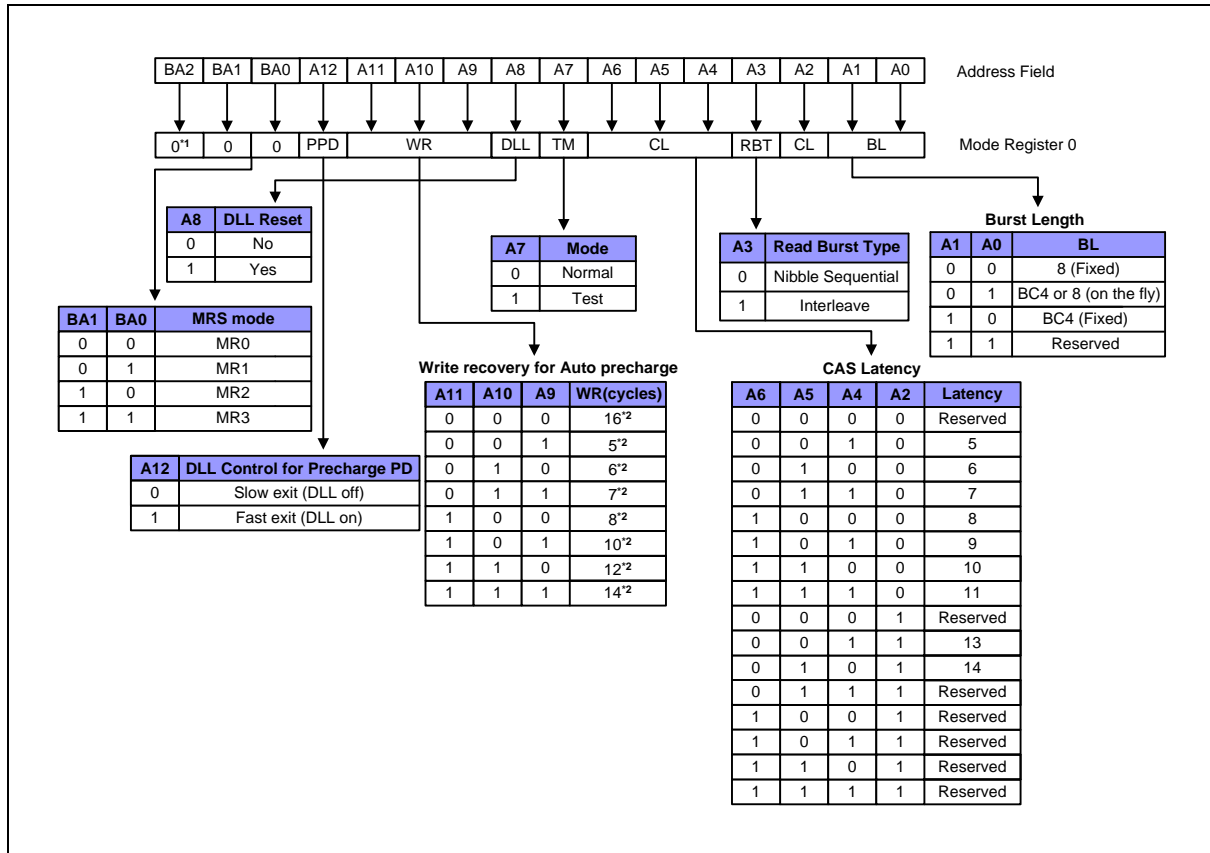 BA2 BA1 BA0 A12 A11 A10 A9 A8 A7 A6 A5 A4 A3 A2 A1 A0 Address Field
0*1 0 0 PPD WR DLL TM CL RBT CL BL Mode Register 0
A8 DLL Reset
0 No
1 Yes
A7 Mode
0 Normal
1 Test
A3 Read Burst Type
0 Nibble Sequential
1 Interleave
Burst Length
A1 A0 BL
0 0 8 (Fixed)
0 1 BC4 or 8 (on the fly)
1 0 BC4 (Fixed)
1 1 Reserved
BA1 BA0 MRS mode
0 0 MR0
0 1 MR1
1 0 MR2
1 1 MR3
A12 DLL Control for Precharge PD
0 Slow exit (DLL off)
1 Fast exit (DLL on)
Write recovery for Auto precharge
A11 A10 A9 WR(cycles)
0 0 0 16*2
0 0 1 5*2
0 1 0 6*2
0 1 1 7*2
1 0 0 8*2
1 0 1 10*2
1 1 0 12*2
1 1 1 14*2
CAS Latency
A6 A5 A4 A2 Latency
0 0 0 0 Reserved
0 0 1 0 5
0 1 0 0 6
0 1 1 0 7
1 0 0 0 8
1 0 1 0 9
1 1 0 0 10
1 1 1 0 11
0 0 0 1 Reserved
0 0 1 1 13
0 1 0 1 14
0 1 1 1 Reserved
1 0 0 1 Reserved
1 0 1 1 Reserved
1 1 0 1 Reserved
1 1 1 1 Reserved